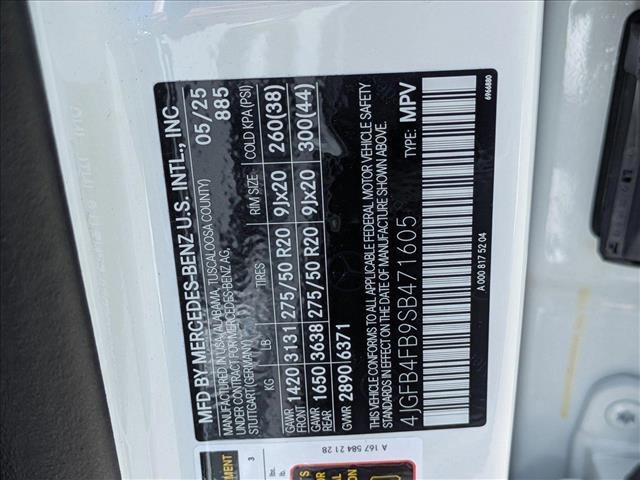 MFD BY MERCEDES-BENZ U.S. INTL., INC
MANUFACTURED IN USA (ALABAMA, TUSCALOOSA COUNTY)
UNDER CONTRACT FOR MERCEDES-BENZ AG,
STUTTGART (GERMANY)
05/25
885
KG LB TIRES RIM SIZE COLD KPA (PSI)
GAWR FRONT 1420 3131 275/50 R20 9Jx20 260(38)
GAWR REAR 1650 3638 275/50 R20 9Jx20 300(44)
GVWR 2890 6371
THIS VEHICLE CONFORMS TO ALL APPLICABLE FEDERAL MOTOR VEHICLE SAFETY
STANDARDS IN EFFECT ON THE DATE OF MANUFACTURE SHOWN ABOVE.
4JGFB4FB9SB471605 TYPE: MPV
A 000 817 52 04
6966880
A 167 584 21 28
3